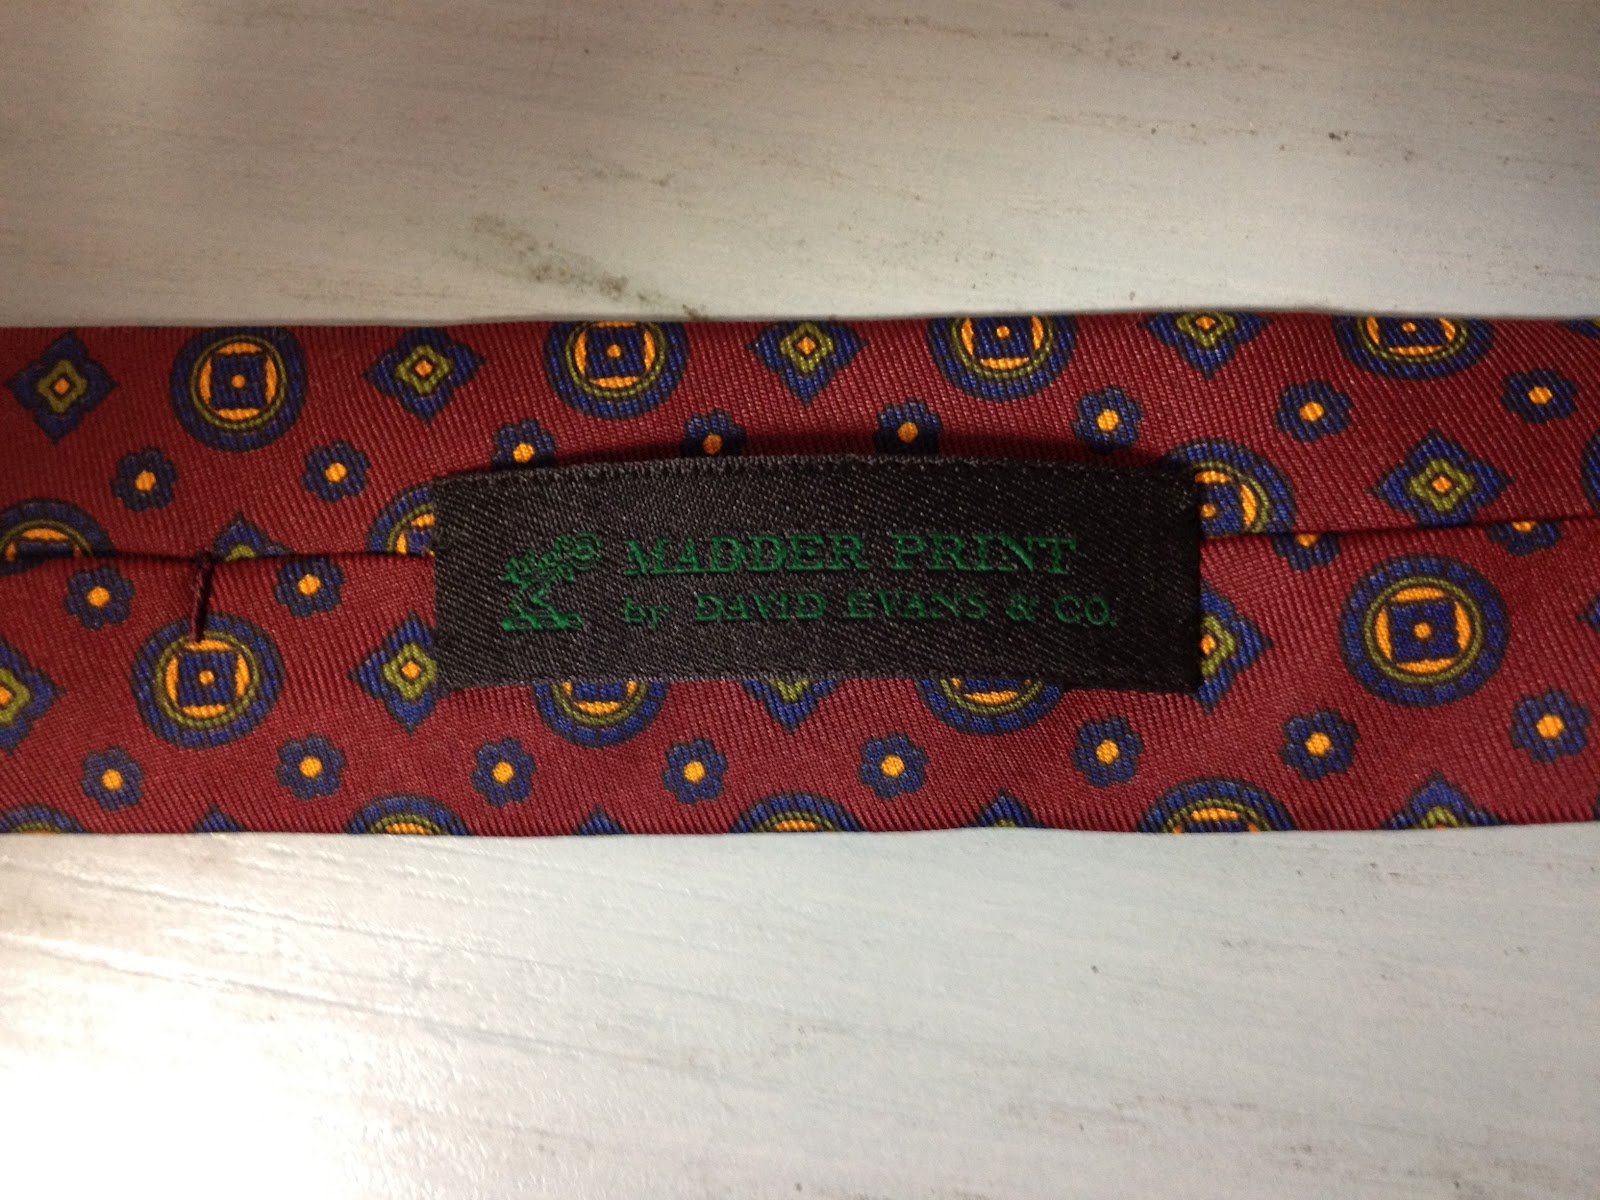 MADDER PRINT
by DAVID EVANS & CO.